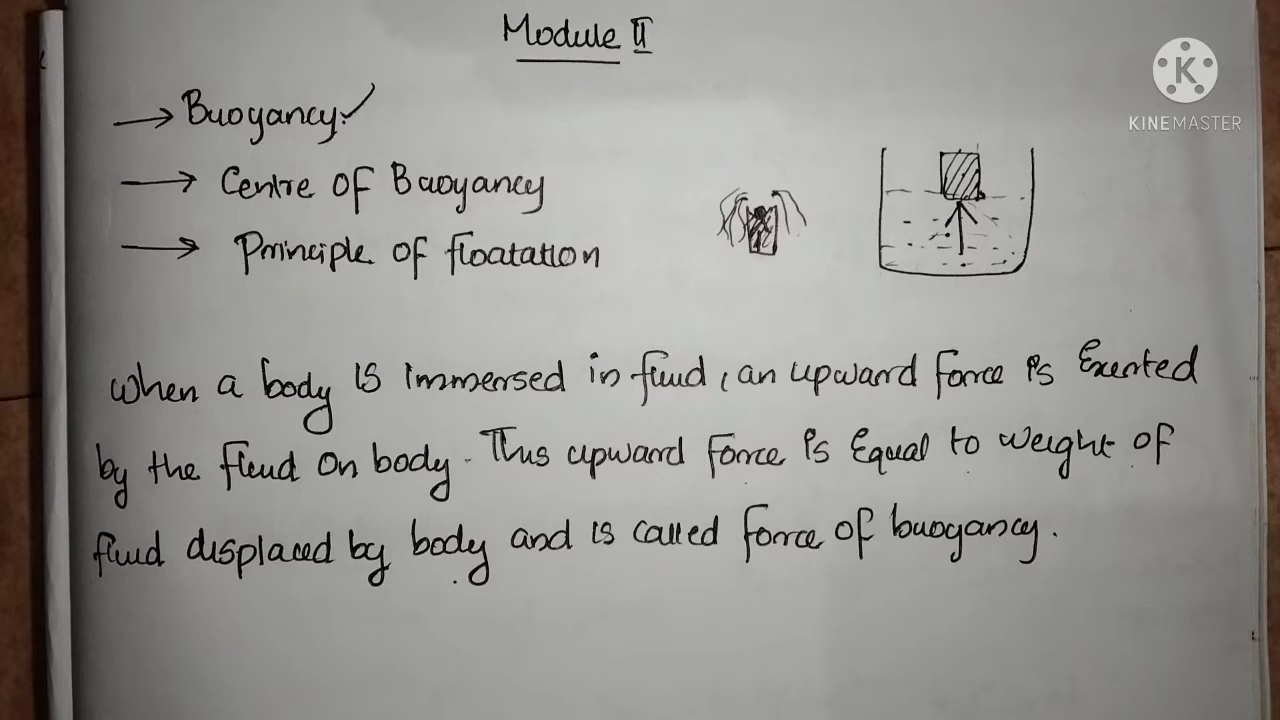 Module II
→ Buoyancy ✓
→ Centre of Buoyancy
→ Principle of floatation
When a body is immersed in fluid, an upward force is Exerted
by the fluid on body. This upward force is Equal to weight of
fluid displaced by body and is called force of buoyancy.
K
KINEMASTER